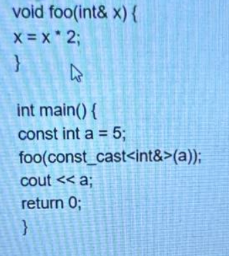 void foo(int& x) {
x = x * 2;
}
int main() {
const int a = 5;
foo(const_cast<int&>(a));
cout << a;
return 0;
}